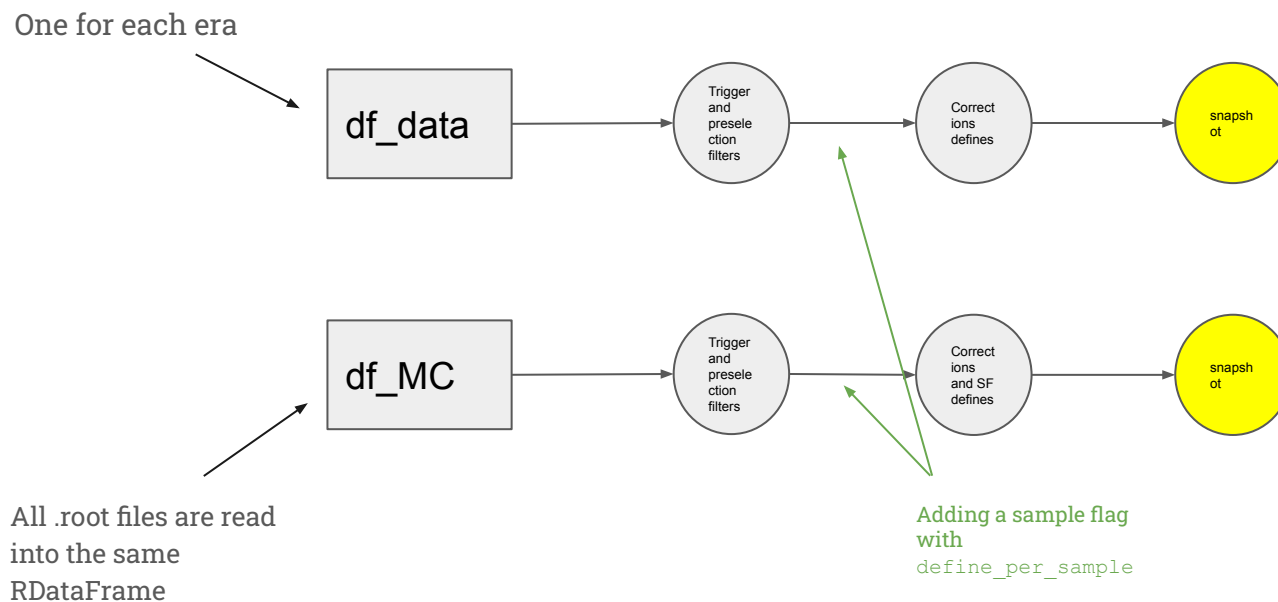 One for each era
df_data
Trigger
and
presele
ction
filters
Correct
ions
defines
snapsh
ot
df_MC
Trigger
and
presele
ction
filters
Correct
ions
and SF
defines
snapsh
ot
All .root files are read
into the same
RDataFrame
Adding a sample flag
with
define_per_sample